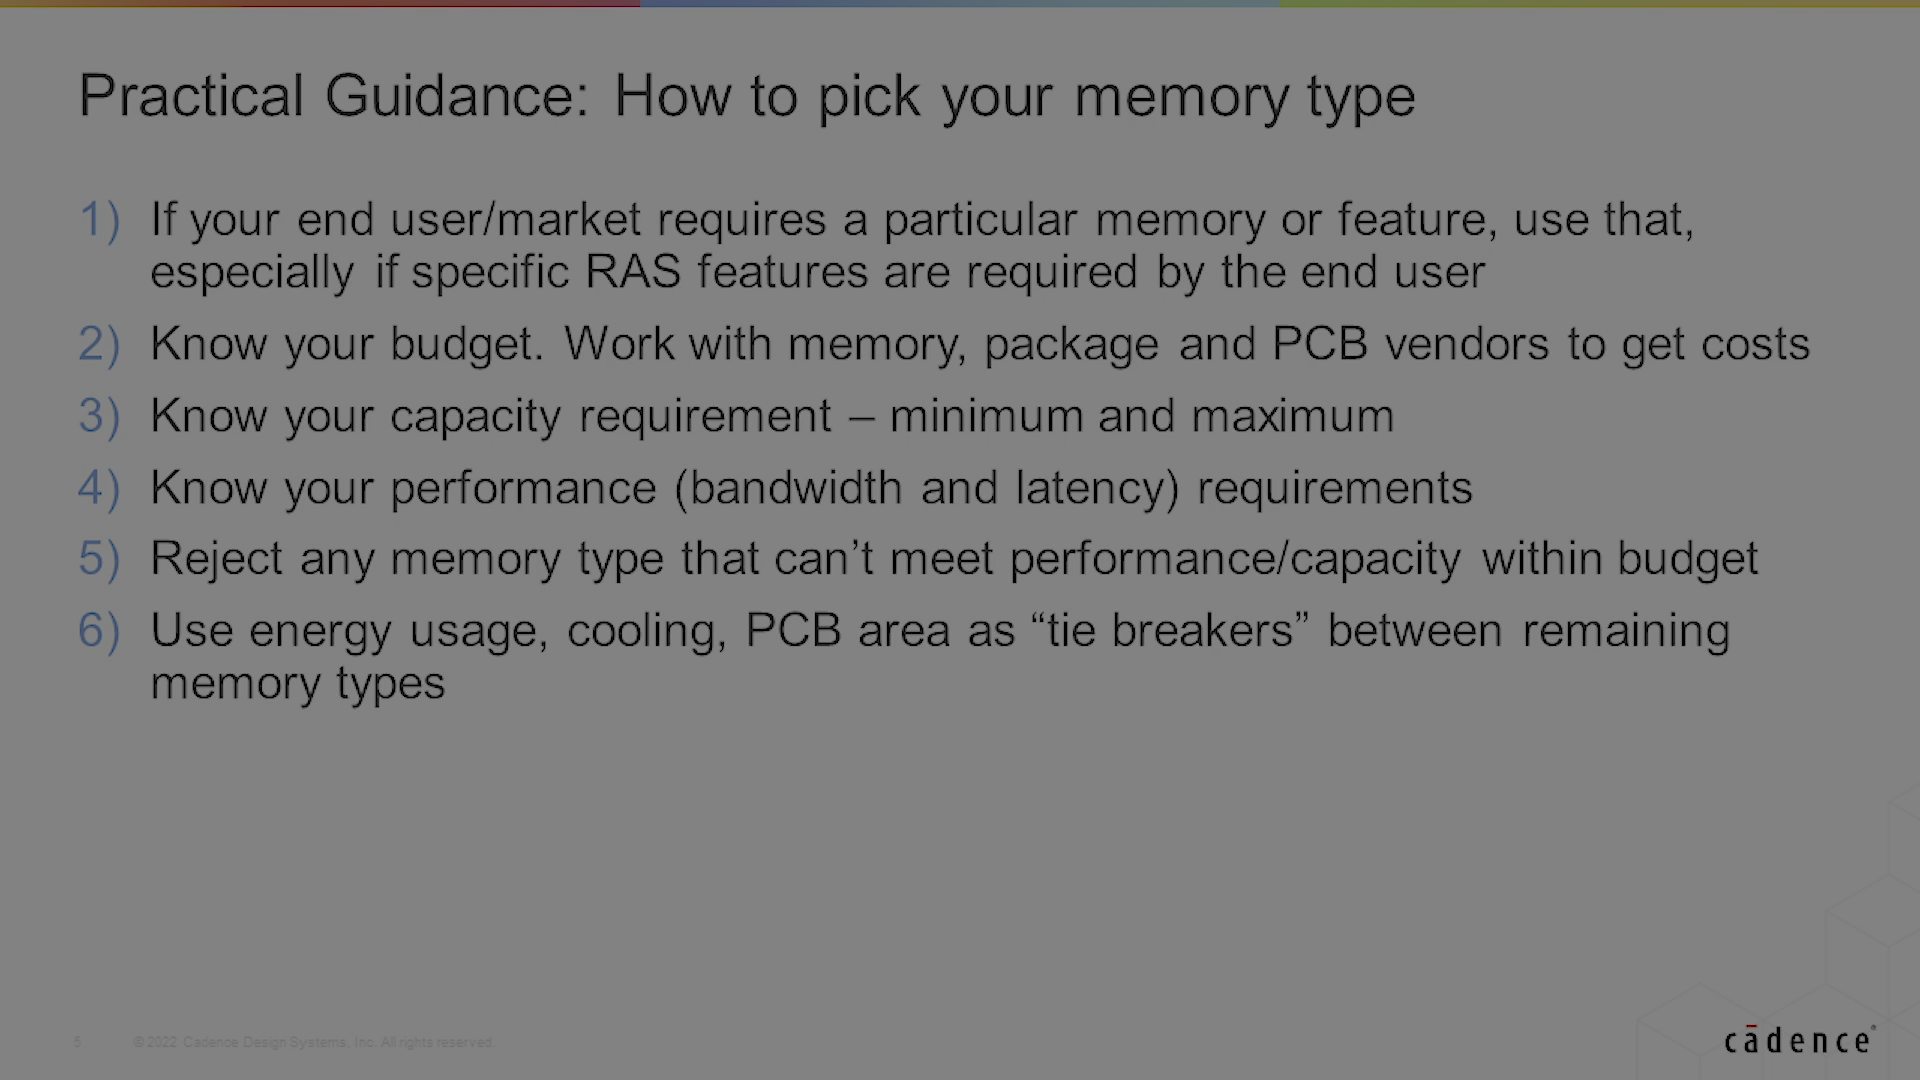 Practical Guidance: How to pick your memory type
1) If your end user/market requires a particular memory or feature, use that,
especially if specific RAS features are required by the end user
2) Know your budget. Work with memory, package and PCB vendors to get costs
3) Know your capacity requirement – minimum and maximum
4) Know your performance (bandwidth and latency) requirements
5) Reject any memory type that can’t meet performance/capacity within budget
6) Use energy usage, cooling, PCB area as “tie breakers” between remaining
memory types
5 © 2022 Cadence Design Systems, Inc. All rights reserved.
cādence®